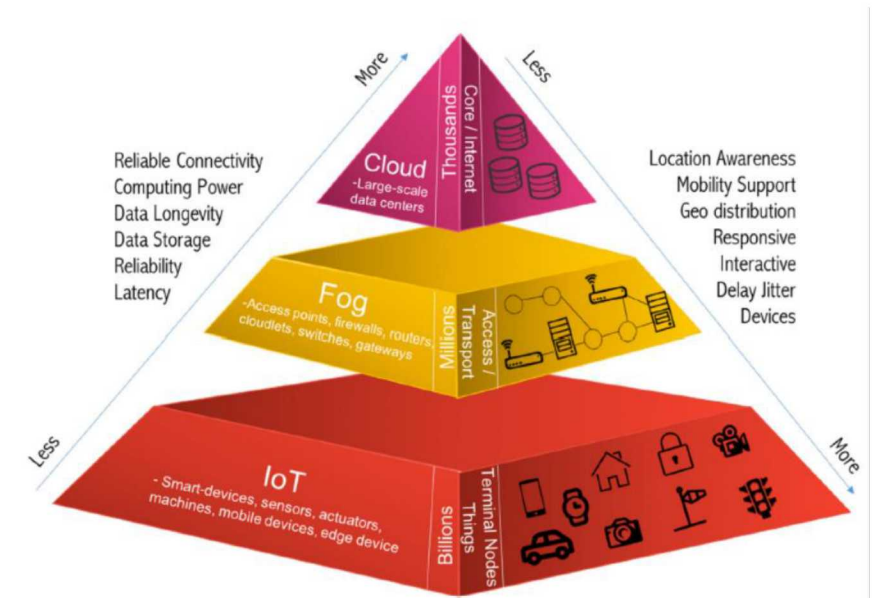 More
Less
Reliable Connectivity
Computing Power
Data Longevity
Data Storage
Reliability
Latency
Cloud
-Large-scale
data centers
Thousands
Core / Internet
Location Awareness
Mobility Support
Geo distribution
Responsive
Interactive
Delay Jitter
Devices
Fog
-Access points, firewalls, routers,
cloudlets, switches, gateways
Millions
Access /
Transport
Less
More
IoT
- Smart-devices, sensors, actuators,
machines, mobile devices, edge device
Billions
Terminal Nodes
Things